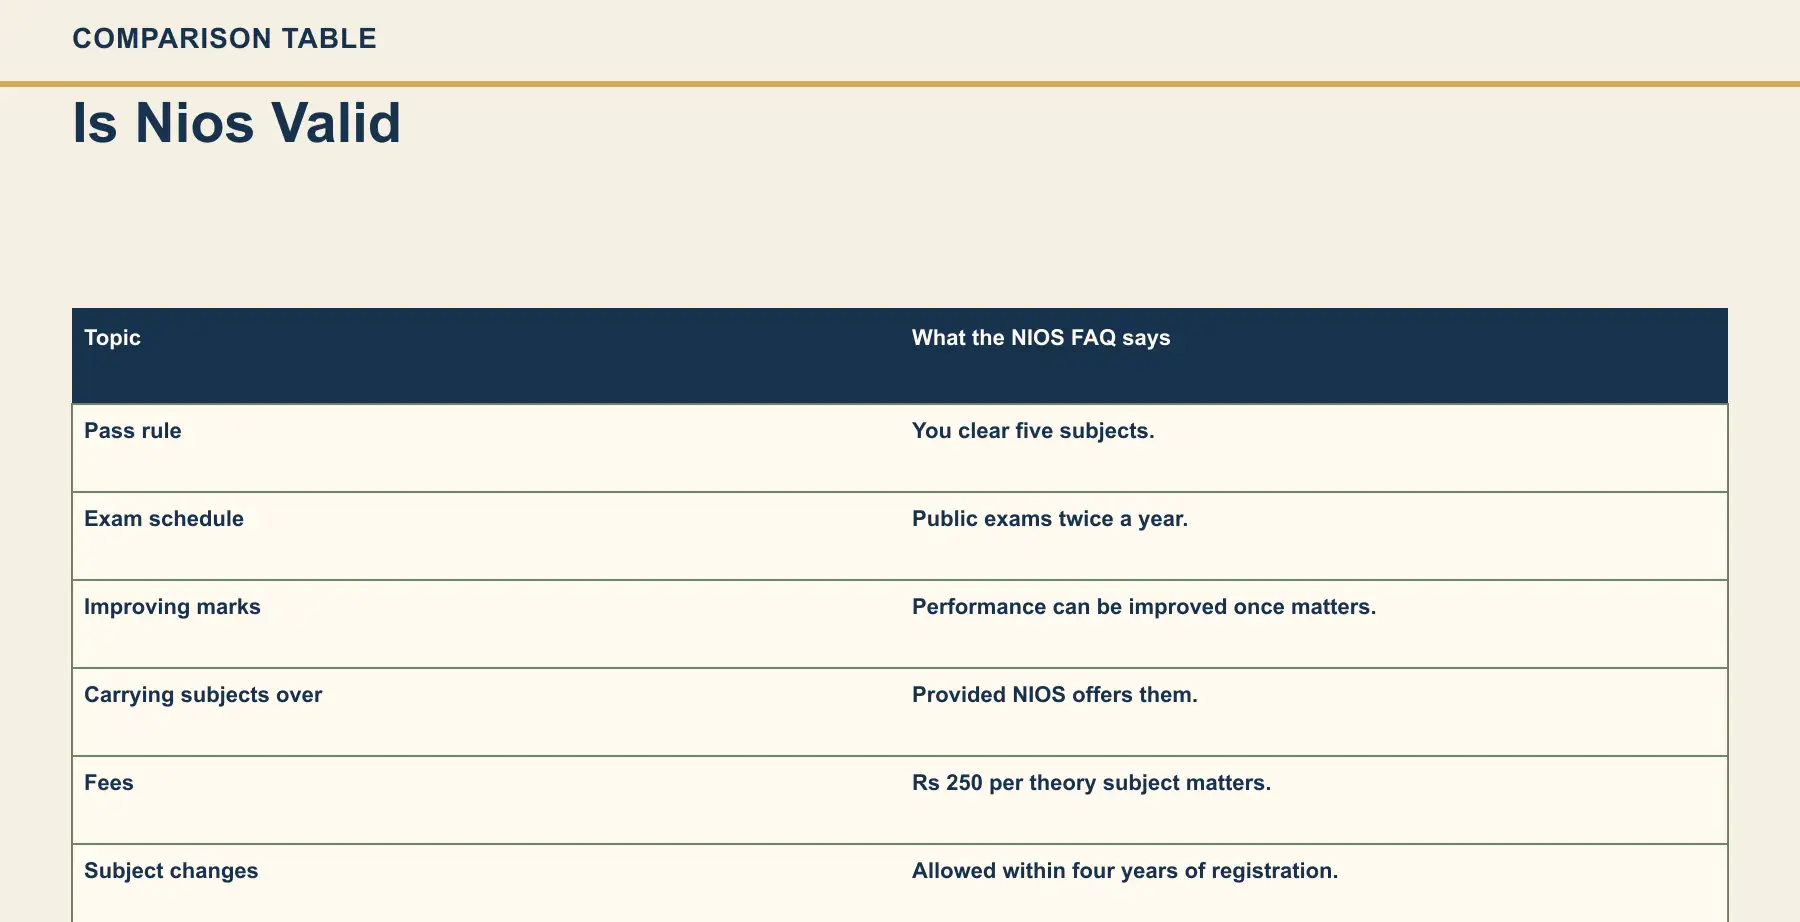 COMPARISON TABLE
Is Nios Valid
Topic What the NIOS FAQ says
Pass rule You clear five subjects.
Exam schedule Public exams twice a year.
Improving marks Performance can be improved once matters.
Carrying subjects over Provided NIOS offers them.
Fees Rs 250 per theory subject matters.
Subject changes Allowed within four years of registration.